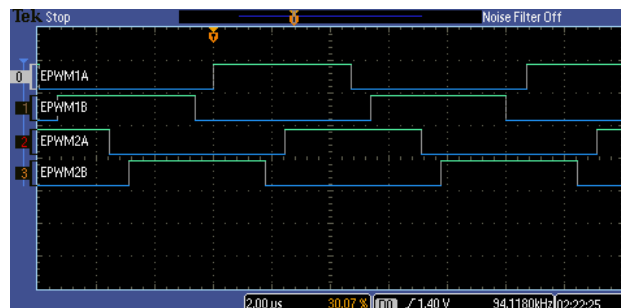 Tek Stop
Noise Filter Off
0 EPWM1A
1 EPWM1B
2 EPWM2A
3 EPWM2B
2.00 µs 30.07 % D0 1.40 V 94.1180kHz 02:22:25